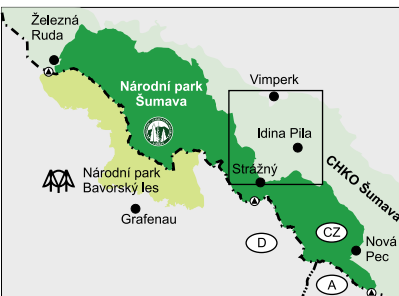 Železná
Ruda
Národní park
Šumava
Vimperk
Idina Pila
CHKO Šumava
Národní park
Bavorský les
Strážný
Grafenau
D
CZ
Nová
Pec
A